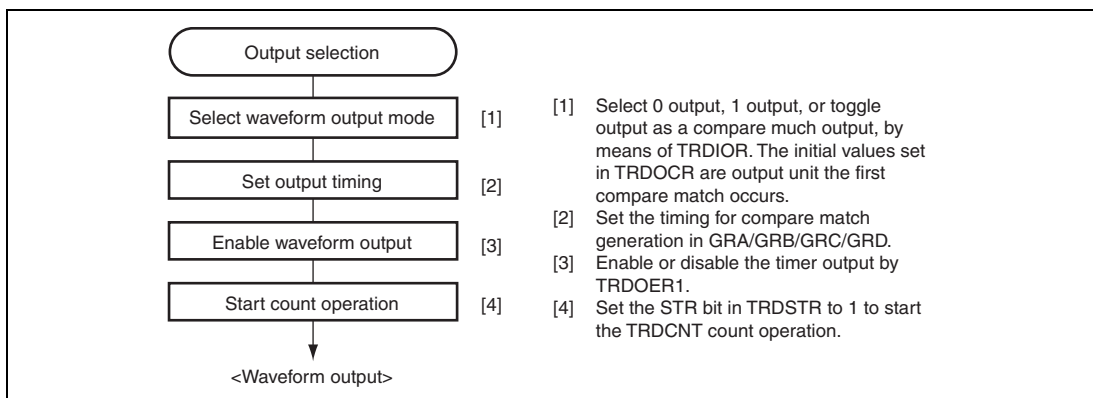 Output selection
Select waveform output mode
[1]
Set output timing
[2]
Enable waveform output
[3]
Start count operation
[4]
<Waveform output>
[1] Select 0 output, 1 output, or toggle
output as a compare much output, by
means of TRDIOR. The initial values set
in TRDOCR are output unit the first
compare match occurs.
[2] Set the timing for compare match
generation in GRA/GRB/GRC/GRD.
[3] Enable or disable the timer output by
TRDOER1.
[4] Set the STR bit in TRDSTR to 1 to start
the TRDCNT count operation.